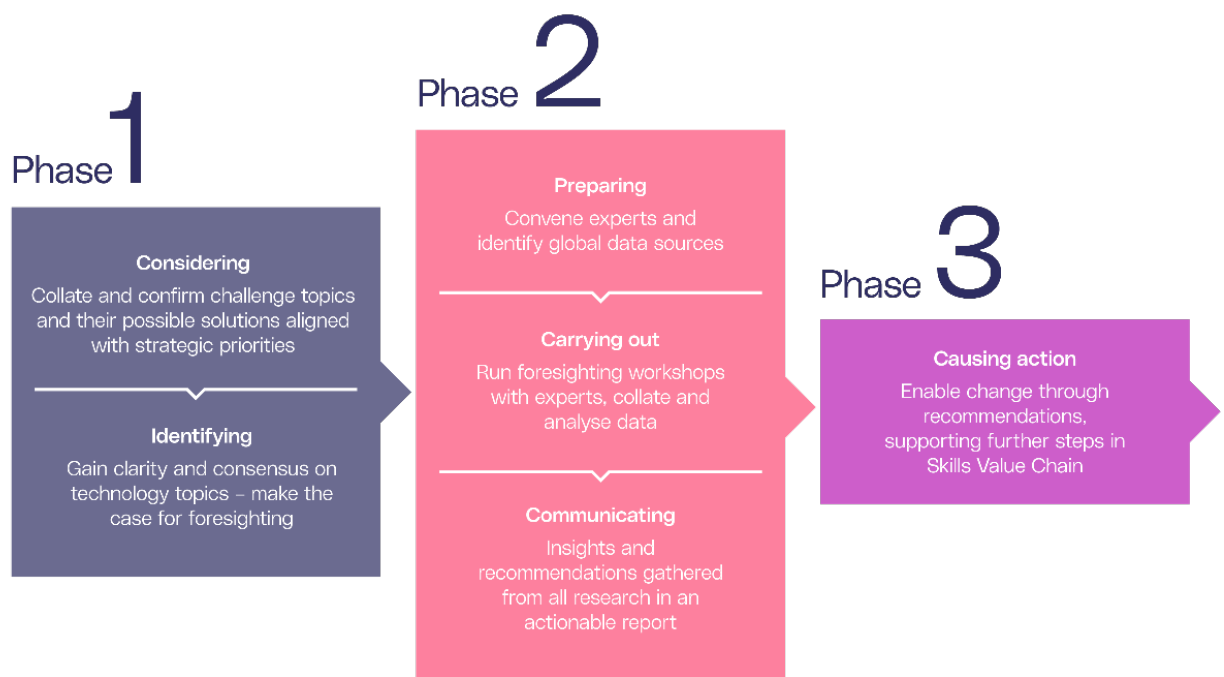 Phase 1
Considering
Collate and confirm challenge topics
and their possible solutions aligned
with strategic priorities
Identifying
Gain clarity and consensus on
technology topics – make the
case for foresighting
Phase 2
Preparing
Convene experts and
identify global data sources
Carrying out
Run foresighting workshops
with experts, collate and
analyse data
Communicating
Insights and
recommendations gathered
from all research in an
actionable report
Phase 3
Causing action
Enable change through
recommendations,
supporting further steps in
Skills Value Chain